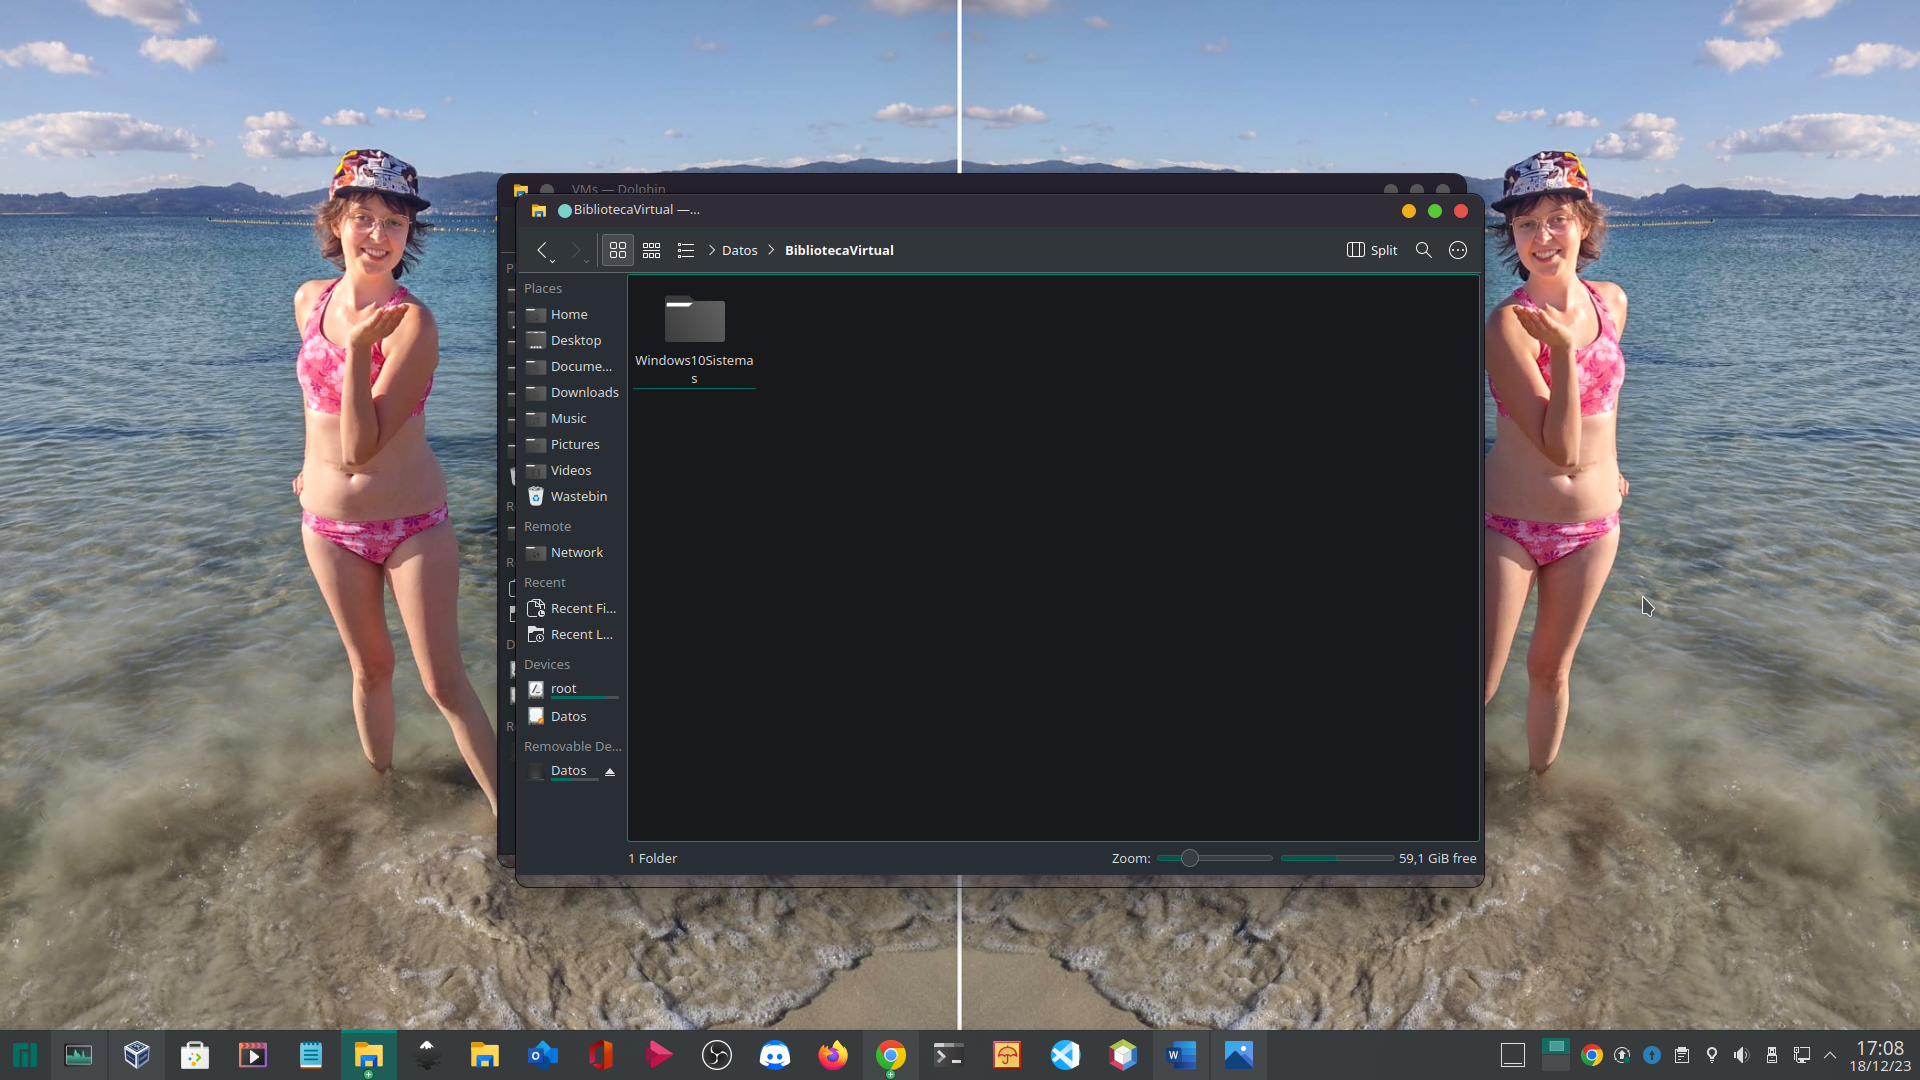 VMs — Dolphin
BibliotecaVirtual —...
Datos
BibliotecaVirtual
Split
Places
Home
Desktop
Docume...
Downloads
Music
Pictures
Videos
Wastebin
Remote
Network
Recent
Recent Fi...
Recent L...
Devices
root
Datos
Removable De...
Datos
Windows10Sistema
s
1 Folder
Zoom:
59,1 GiB free
17:08
18/12/23